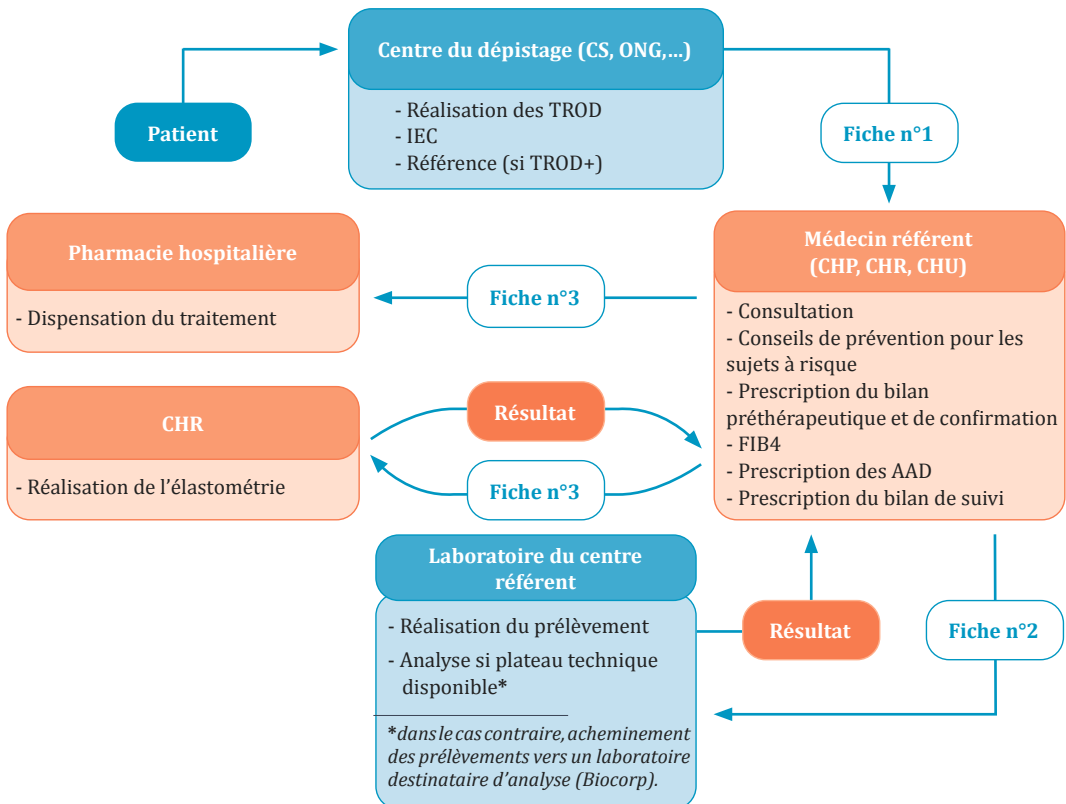 Centre du dépistage (CS, ONG,...)
- Réalisation des TROD
- IEC
- Référence (si TROD+)
Patient
Fiche n°1
Pharmacie hospitalière
- Dispensation du traitement
Fiche n°3
Médecin référent
(CHP, CHR, CHU)
- Consultation
- Conseils de prévention pour les
sujets à risque
- Prescription du bilan
préthérapeutique et de confirmation
- FIB4
- Prescription des AAD
- Prescription du bilan de suivi
CHR
- Réalisation de l'élastométrie
Résultat
Fiche n°3
Laboratoire du centre
référent
- Réalisation du prélèvement
- Analyse si plateau technique
disponible*
*dans le cas contraire, acheminement
des prélèvements vers un laboratoire
destinataire d'analyse (Biocorp).
Résultat
Fiche n°2